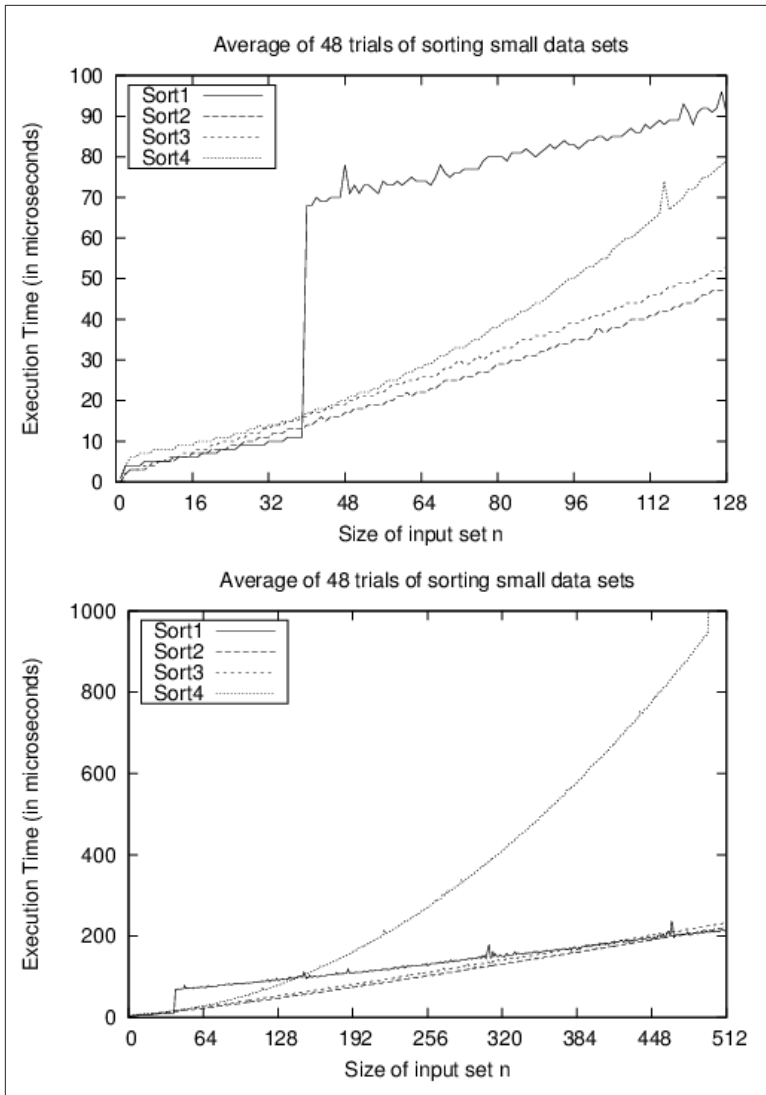 Average of 48 trials of sorting small data sets
100
90
80
70
60
50
40
30
20
10
0
Execution Time (in microseconds)
Sort1
Sort2
Sort3
Sort4
0 16 32 48 64 80 96 112 128
Size of input set n
Average of 48 trials of sorting small data sets
1000
800
600
400
200
0
Execution Time (in microseconds)
Sort1
Sort2
Sort3
Sort4
0 64 128 192 256 320 384 448 512
Size of input set n